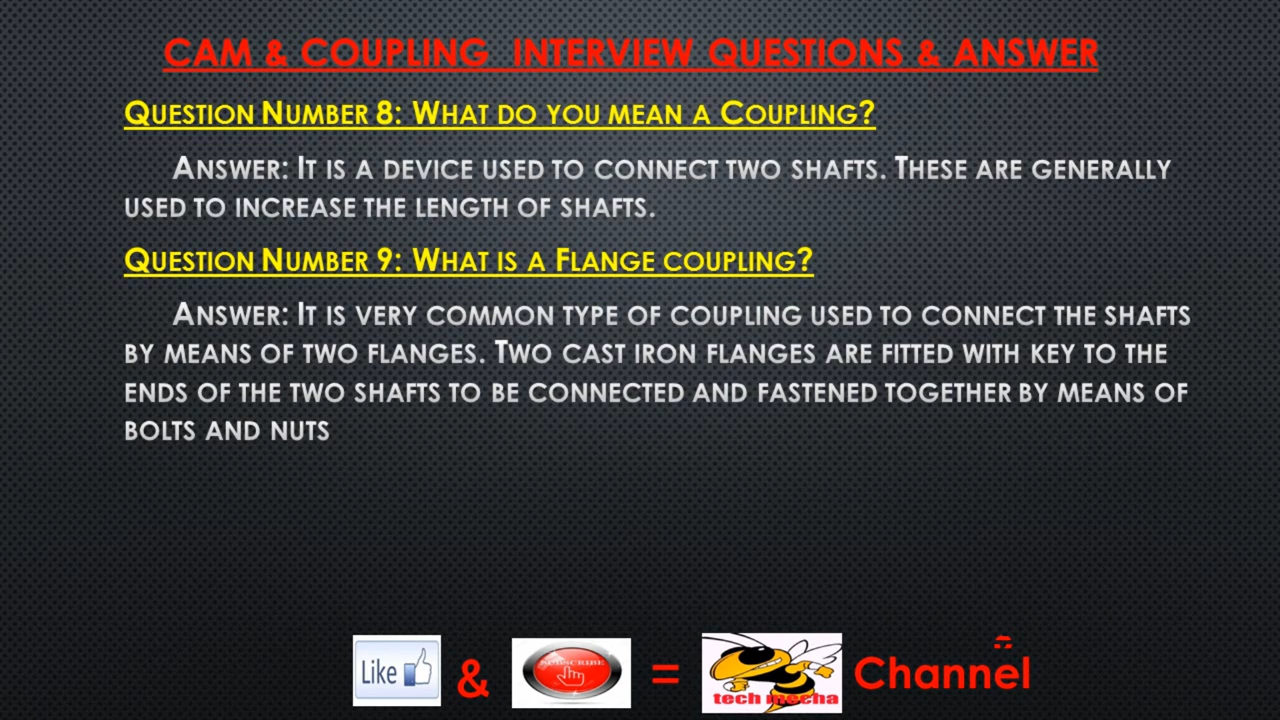 CAM & COUPLING INTERVIEW QUESTIONS & ANSWER
QUESTION NUMBER 8: WHAT DO YOU MEAN A COUPLING?
ANSWER: IT IS A DEVICE USED TO CONNECT TWO SHAFTS. THESE ARE GENERALLY
USED TO INCREASE THE LENGTH OF SHAFTS.
QUESTION NUMBER 9: WHAT IS A FLANGE COUPLING?
ANSWER: IT IS VERY COMMON TYPE OF COUPLING USED TO CONNECT THE SHAFTS
BY MEANS OF TWO FLANGES. TWO CAST IRON FLANGES ARE FITTED WITH KEY TO THE
ENDS OF THE TWO SHAFTS TO BE CONNECTED AND FASTENED TOGETHER BY MEANS OF
BOLTS AND NUTS
Like & SUBSCRIBE = tech mecha Channel